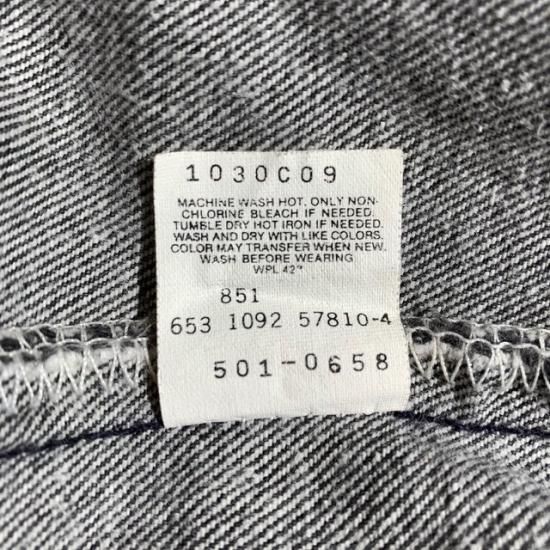 1030C09
MACHINE WASH HOT. ONLY NON-
CHLORINE BLEACH IF NEEDED.
TUMBLE DRY HOT IRON IF NEEDED.
WASH AND DRY WITH LIKE COLORS.
COLOR MAY TRANSFER WHEN NEW.
WASH BEFORE WEARING
WPL 423
851
653 1092 57810-4
501-0658